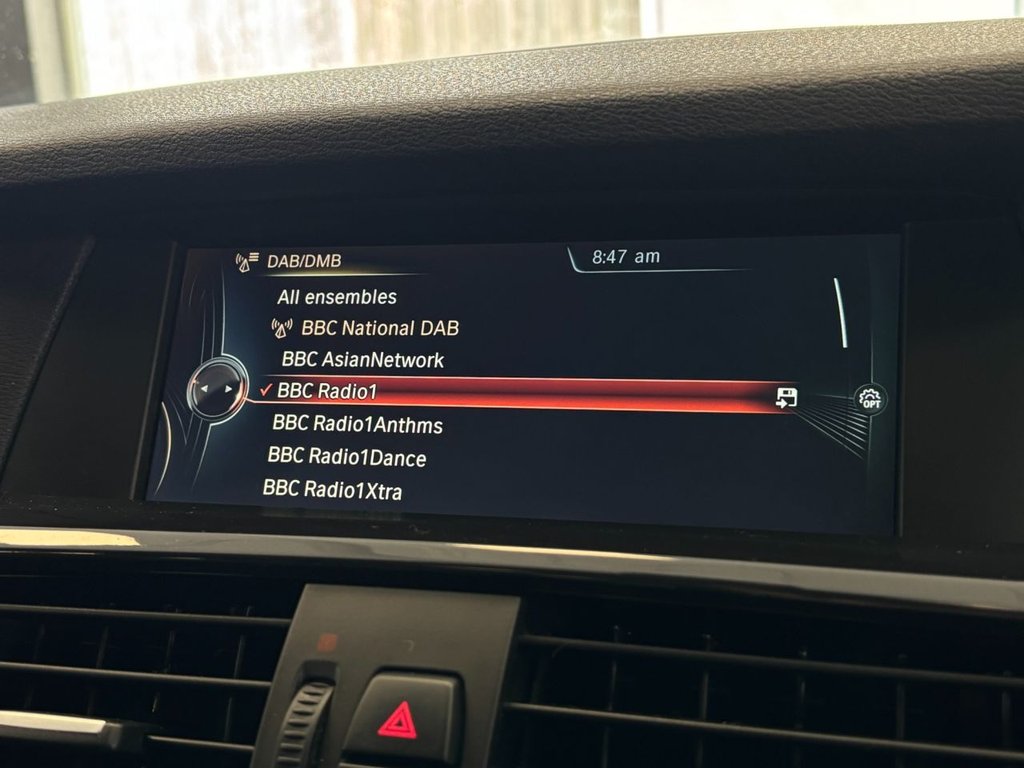 DAB/DMB
8:47 am
All ensembles
BBC National DAB
BBC AsianNetwork
BBC Radio1
BBC Radio1Anthms
BBC Radio1Dance
BBC Radio1Xtra
OPT